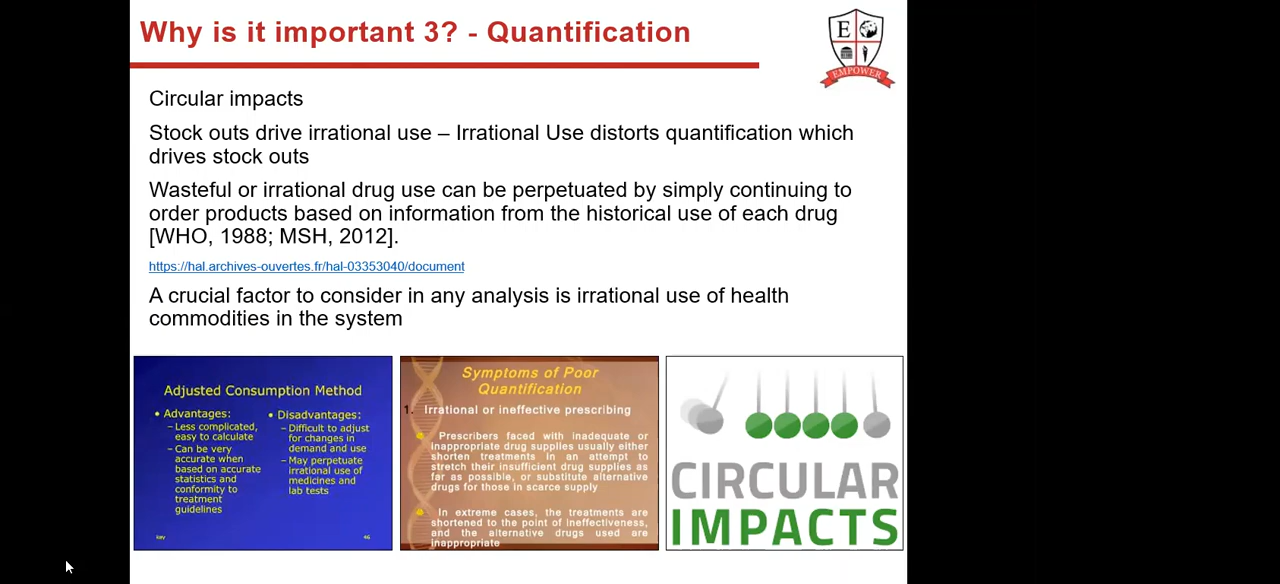 Why is it important 3? - Quantification
E
EMPOWER
Circular impacts
Stock outs drive irrational use – Irrational Use distorts quantification which
drives stock outs
Wasteful or irrational drug use can be perpetuated by simply continuing to
order products based on information from the historical use of each drug
[WHO, 1988; MSH, 2012].
https://hal.archives-ouvertes.fr/hal-03353040/document
A crucial factor to consider in any analysis is irrational use of health
commodities in the system
Adjusted Consumption Method
• Advantages:
– Less complicated,
easy to calculate
– Can be very
accurate when
based on accurate
statistics and
conformity to
treatment
guidelines
• Disadvantages:
– Difficult to adjust
for changes in
demand and use
– May perpetuate
irrational use of
medicines and
lab tests
key
46
Symptoms of Poor
Quantification
1. Irrational or ineffective prescribing
Prescribers faced with inadequate or
inappropriate drug supplies usually either
shorten treatments in an attempt to
stretch their insufficient drug supplies as
far as possible, or substitute alternative
drugs for those in scarce supply
In extreme cases, the treatments are
shortened to the point of ineffectiveness,
and the alternative drugs used are
inappropriate
CIRCULAR
IMPACTS